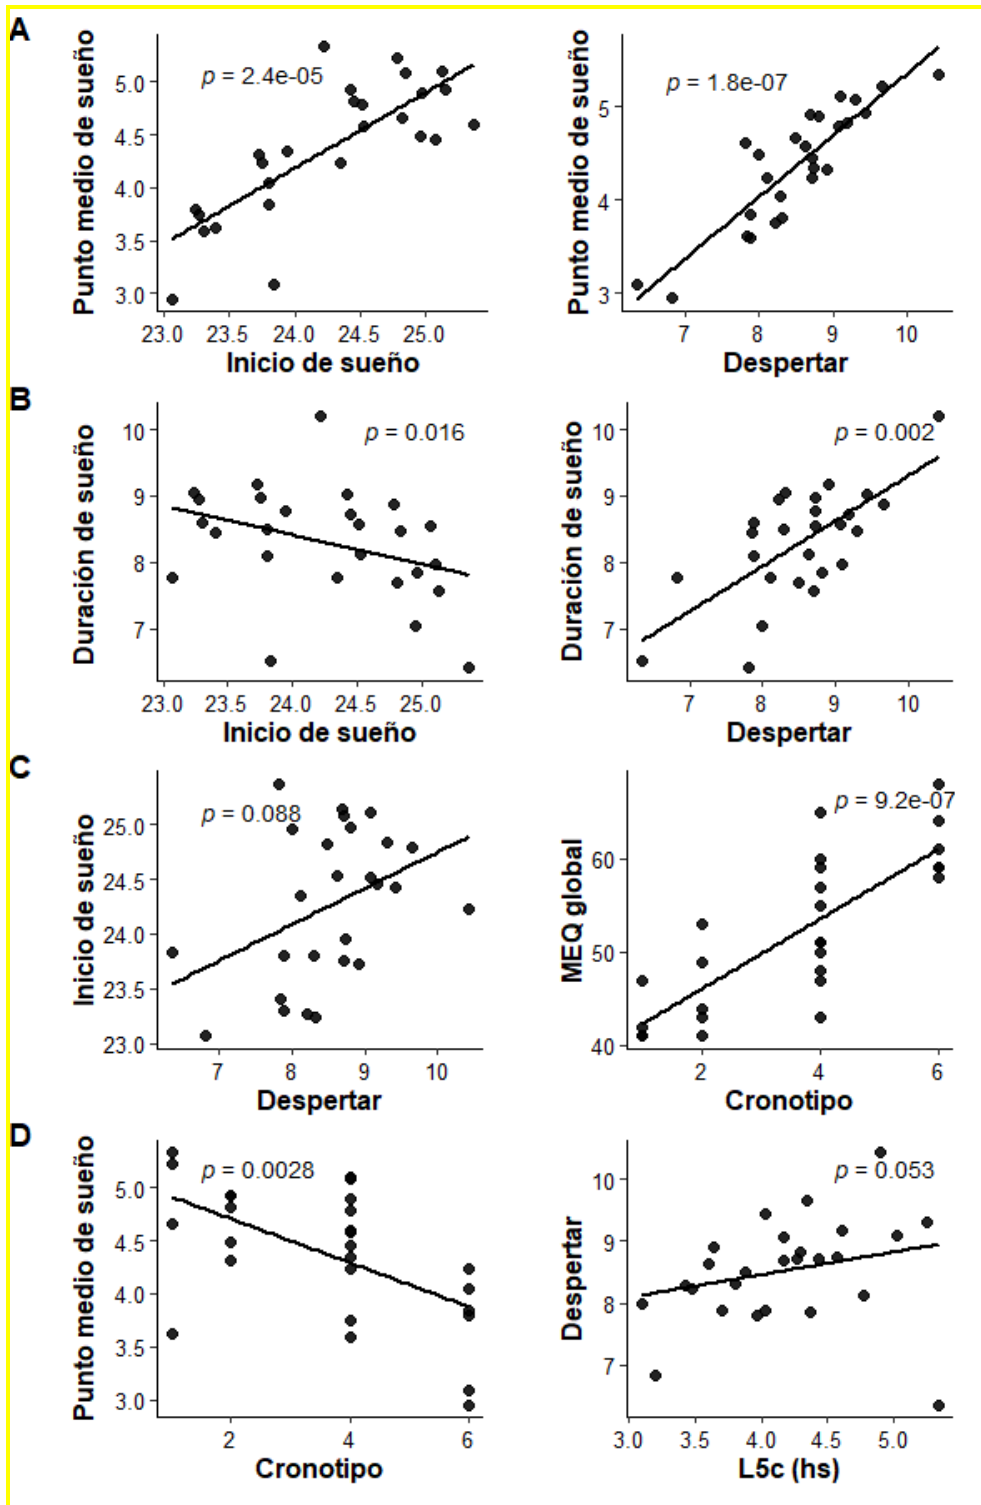 A
Punto medio de sueño
5.0
4.5
4.0
3.5
3.0
p = 2.4e-05
23.0 23.5 24.0 24.5 25.0
Inicio de sueño
Punto medio de sueño
5
4
3
p = 1.8e-07
7 8 9 10
Despertar
B
Duración de sueño
10
9
8
7
p = 0.016
23.0 23.5 24.0 24.5 25.0
Inicio de sueño
Duración de sueño
10
9
8
7
p = 0.002
7 8 9 10
Despertar
C
Inicio de sueño
25.0
24.5
24.0
23.5
23.0
p = 0.088
7 8 9 10
Despertar
MEQ global
60
50
40
p = 9.2e-07
2 4 6
Cronotipo
D
Punto medio de sueño
5.0
4.5
4.0
3.5
3.0
p = 0.0028
2 4 6
Cronotipo
Despertar
10
9
8
7
p = 0.053
3.0 3.5 4.0 4.5 5.0
L5c (hs)